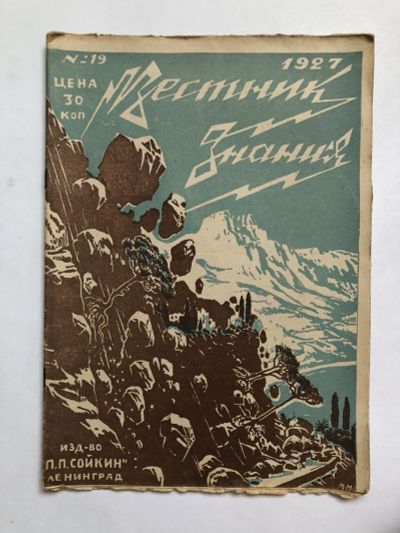 №: 19
1927
ЦЕНА
30
КОП
Вестник
Знания
ИЗД-ВО
"П.П.СОЙКИН"
ЛЕНИНГРАД